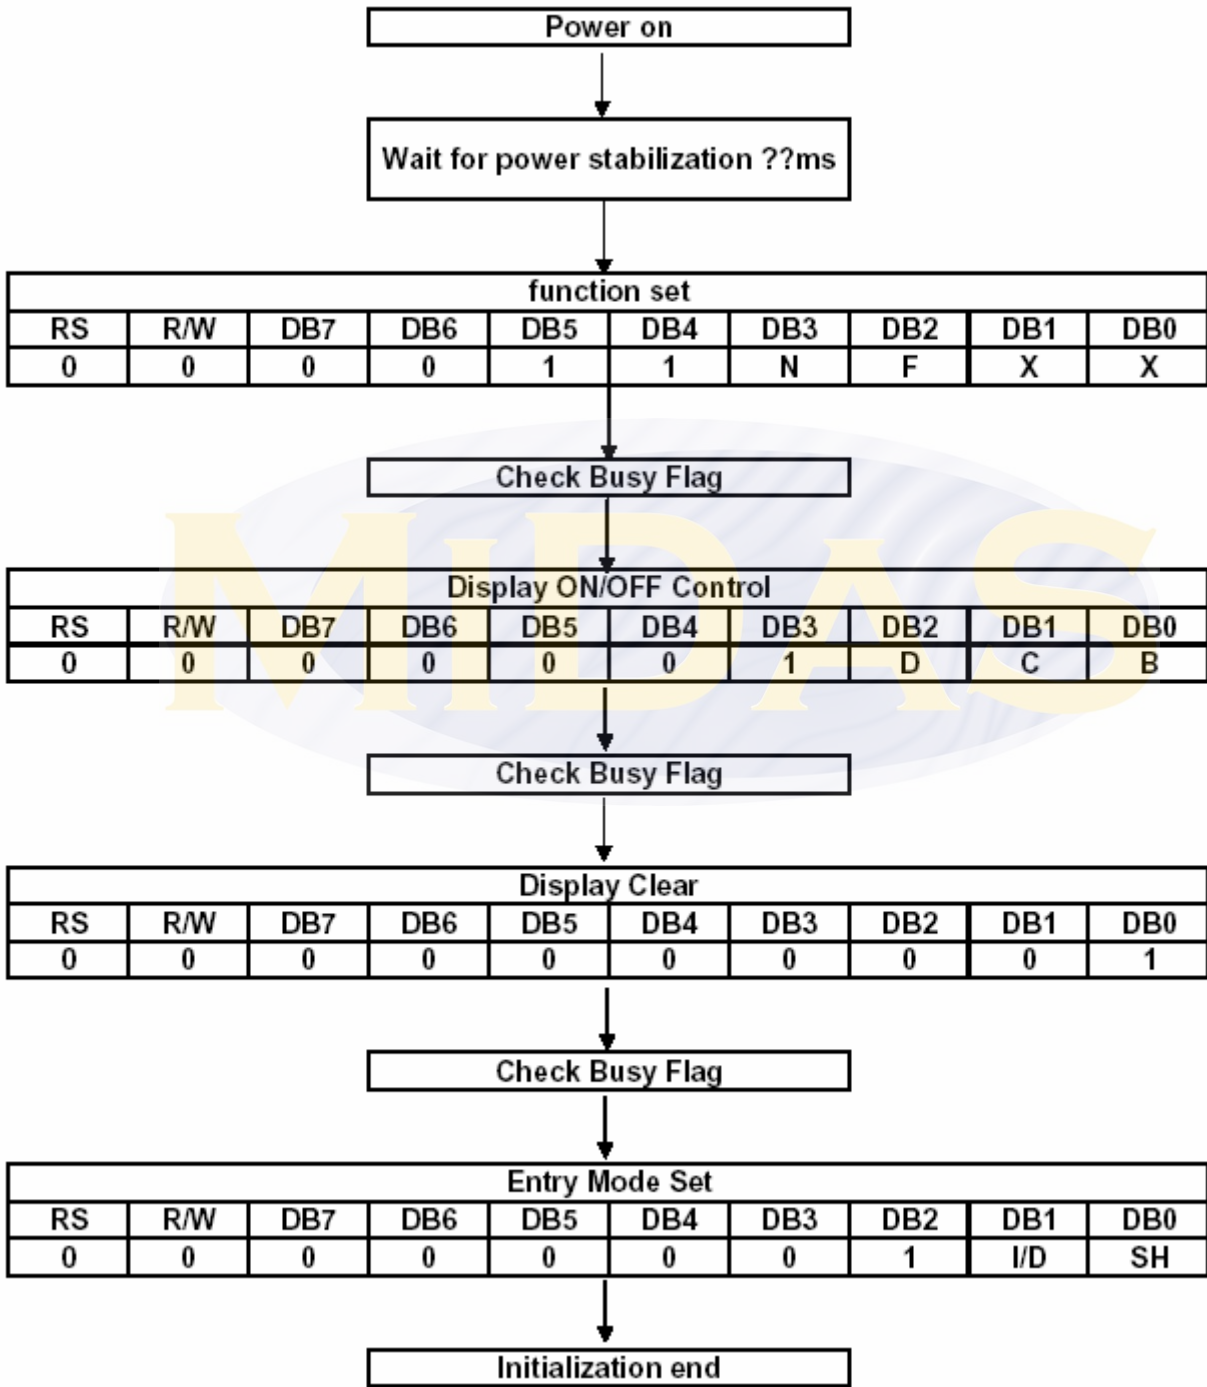 Power on
Wait for power stabilization ??ms
function set
RS R/W DB7 DB6 DB5 DB4 DB3 DB2 DB1 DB0
0 0 0 0 1 1 N F X X
Check Busy Flag
Display ON/OFF Control
RS R/W DB7 DB6 DB5 DB4 DB3 DB2 DB1 DB0
0 0 0 0 0 0 1 D C B
MIDAS
Check Busy Flag
Display Clear
RS R/W DB7 DB6 DB5 DB4 DB3 DB2 DB1 DB0
0 0 0 0 0 0 0 0 0 1
Check Busy Flag
Entry Mode Set
RS R/W DB7 DB6 DB5 DB4 DB3 DB2 DB1 DB0
0 0 0 0 0 0 0 1 I/D SH
Initialization end